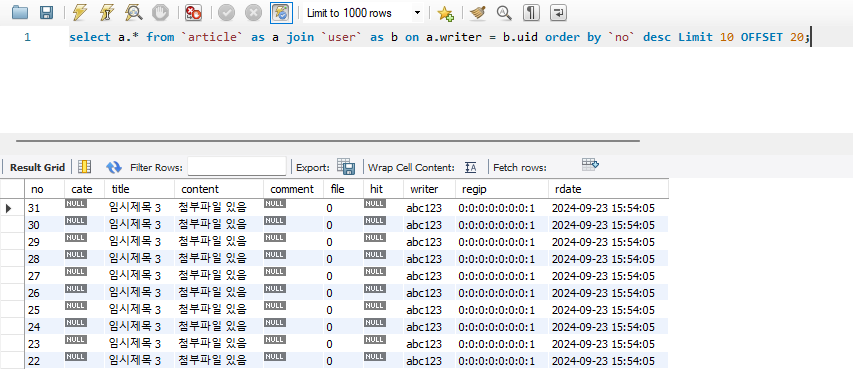 Limit to 1000 rows
1 select a.* from `article` as a join `user` as b on a.writer = b.uid order by `no` desc Limit 10 OFFSET 20;
Result Grid Filter Rows: Export: Wrap Cell Content: IA Fetch rows:
no cate title content comment file hit writer regip rdate
31 NULL 임시제목 3 첨부파일 있음 NULL 0 NULL abc123 0:0:0:0:0:0:0:1 2024-09-23 15:54:05
30 NULL 임시제목 3 첨부파일 있음 NULL 0 NULL abc123 0:0:0:0:0:0:0:1 2024-09-23 15:54:05
29 NULL 임시제목 3 첨부파일 있음 NULL 0 NULL abc123 0:0:0:0:0:0:0:1 2024-09-23 15:54:05
28 NULL 임시제목 3 첨부파일 있음 NULL 0 NULL abc123 0:0:0:0:0:0:0:1 2024-09-23 15:54:05
27 NULL 임시제목 3 첨부파일 있음 NULL 0 NULL abc123 0:0:0:0:0:0:0:1 2024-09-23 15:54:05
26 NULL 임시제목 3 첨부파일 있음 NULL 0 NULL abc123 0:0:0:0:0:0:0:1 2024-09-23 15:54:05
25 NULL 임시제목 3 첨부파일 있음 NULL 0 NULL abc123 0:0:0:0:0:0:0:1 2024-09-23 15:54:05
24 NULL 임시제목 3 첨부파일 있음 NULL 0 NULL abc123 0:0:0:0:0:0:0:1 2024-09-23 15:54:05
23 NULL 임시제목 3 첨부파일 있음 NULL 0 NULL abc123 0:0:0:0:0:0:0:1 2024-09-23 15:54:05
22 NULL 임시제목 3 첨부파일 있음 NULL 0 NULL abc123 0:0:0:0:0:0:0:1 2024-09-23 15:54:05